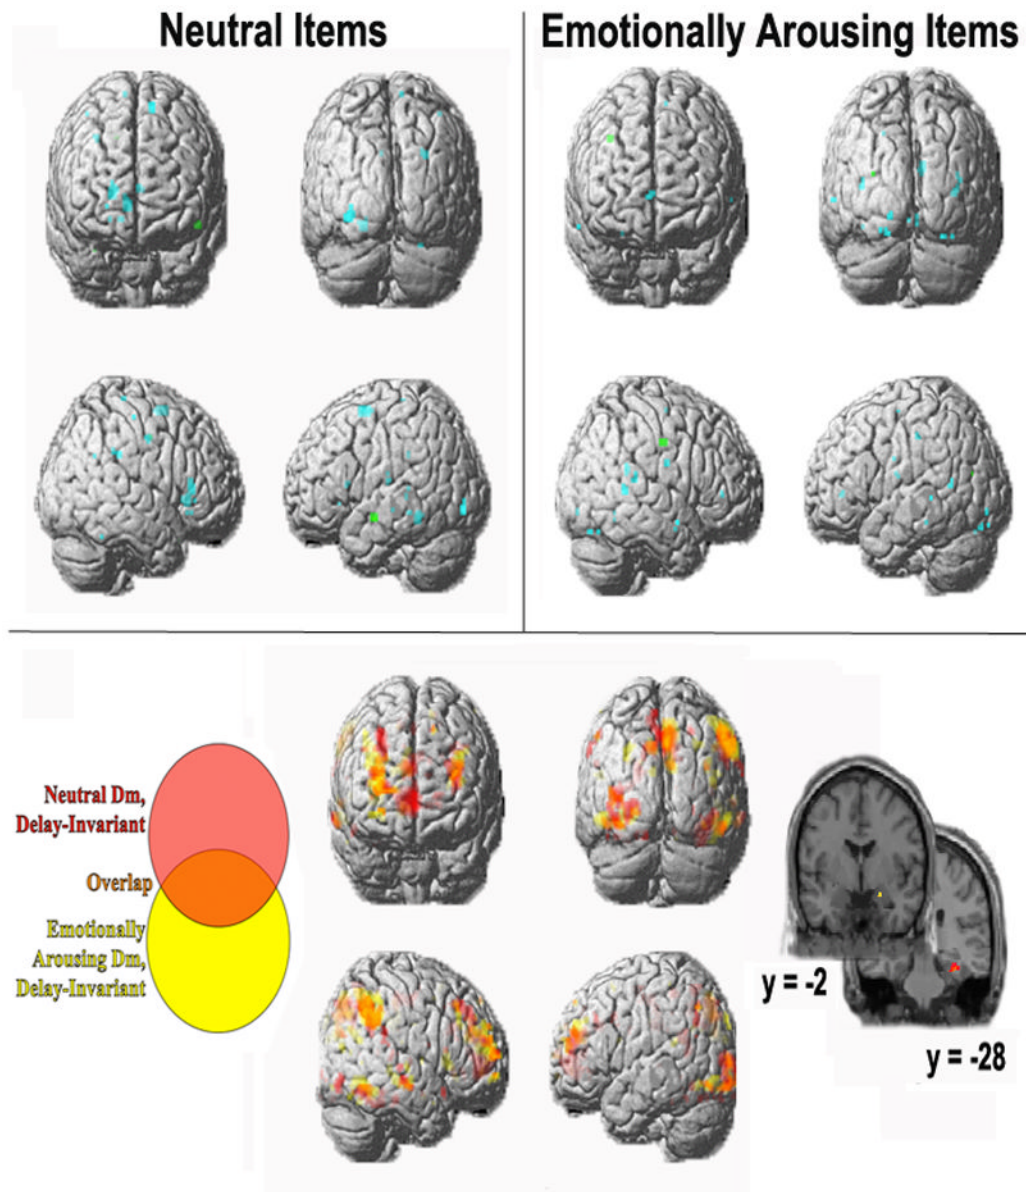 Neutral Items
Emotionally Arousing Items
Neutral Dm,
Delay-Invariant
Overlap
Emotionally
Arousing Dm,
Delay-Invariant
y = -2
y = -28